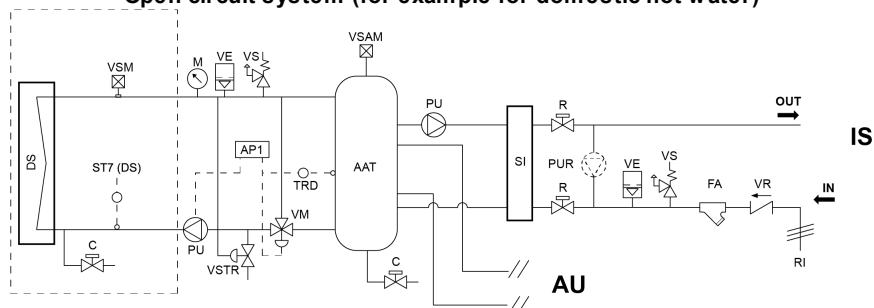 Open circuit system (for example for domestic hot water)
VSAM
VSM
M
VE
VS
PU
R
OUT
IS
DS
ST7 (DS)
AP1
TRD
AAT
SI
PUR
VE
VS
FA
VR
IN
R
VM
PU
C
VSTR
C
AU
RI